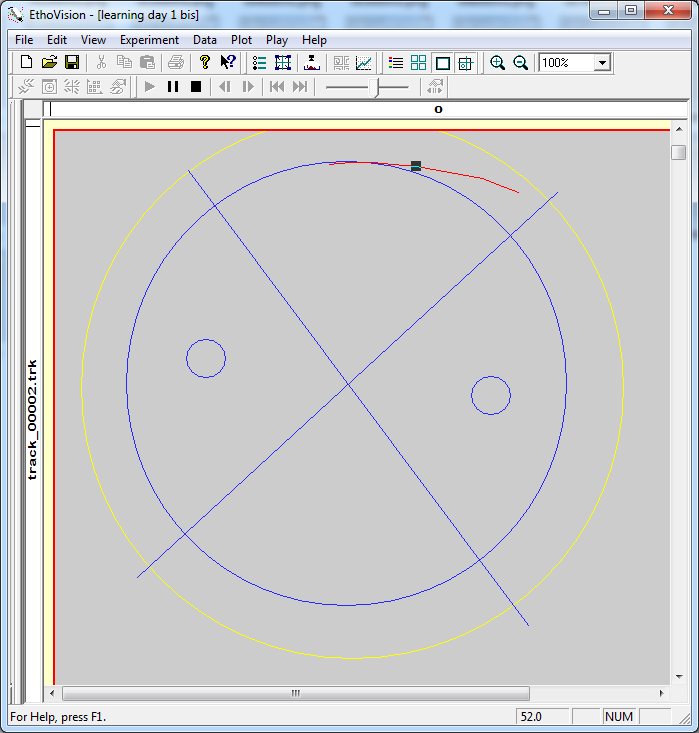 EthoVision - [learning day 1 bis]
File Edit View Experiment Data Plot Play Help
100%
O
track_00002.trk
For Help, press F1.
52.0
NUM